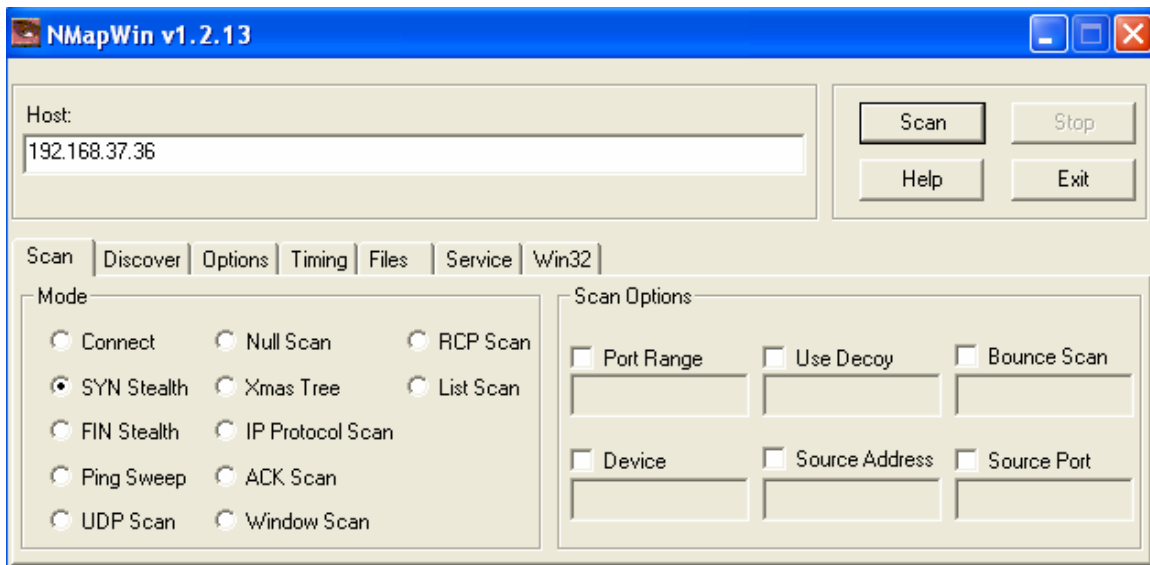 NMapWin v1.2.13
Host:
192.168.37.36
Scan Stop
Help Exit
Scan Discover Options Timing Files Service Win32
Mode
Connect Null Scan RCP Scan
SYN Stealth Xmas Tree List Scan
FIN Stealth IP Protocol Scan
Ping Sweep ACK Scan
UDP Scan Window Scan
Scan Options
Port Range Use Decoy Bounce Scan
Device Source Address Source Port